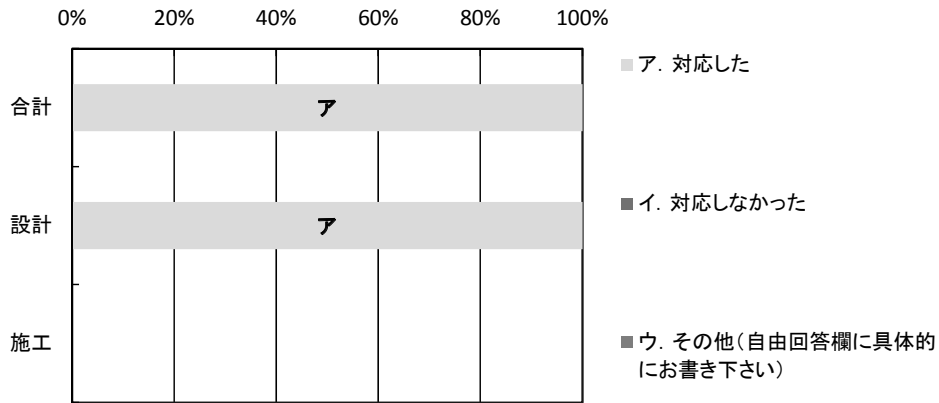 0% 20% 40% 60% 80% 100%
合計
ア
設計
ア
施工
ア. 対応した
イ. 対応しなかった
ウ. その他（自由回答欄に具体的
にお書き下さい）